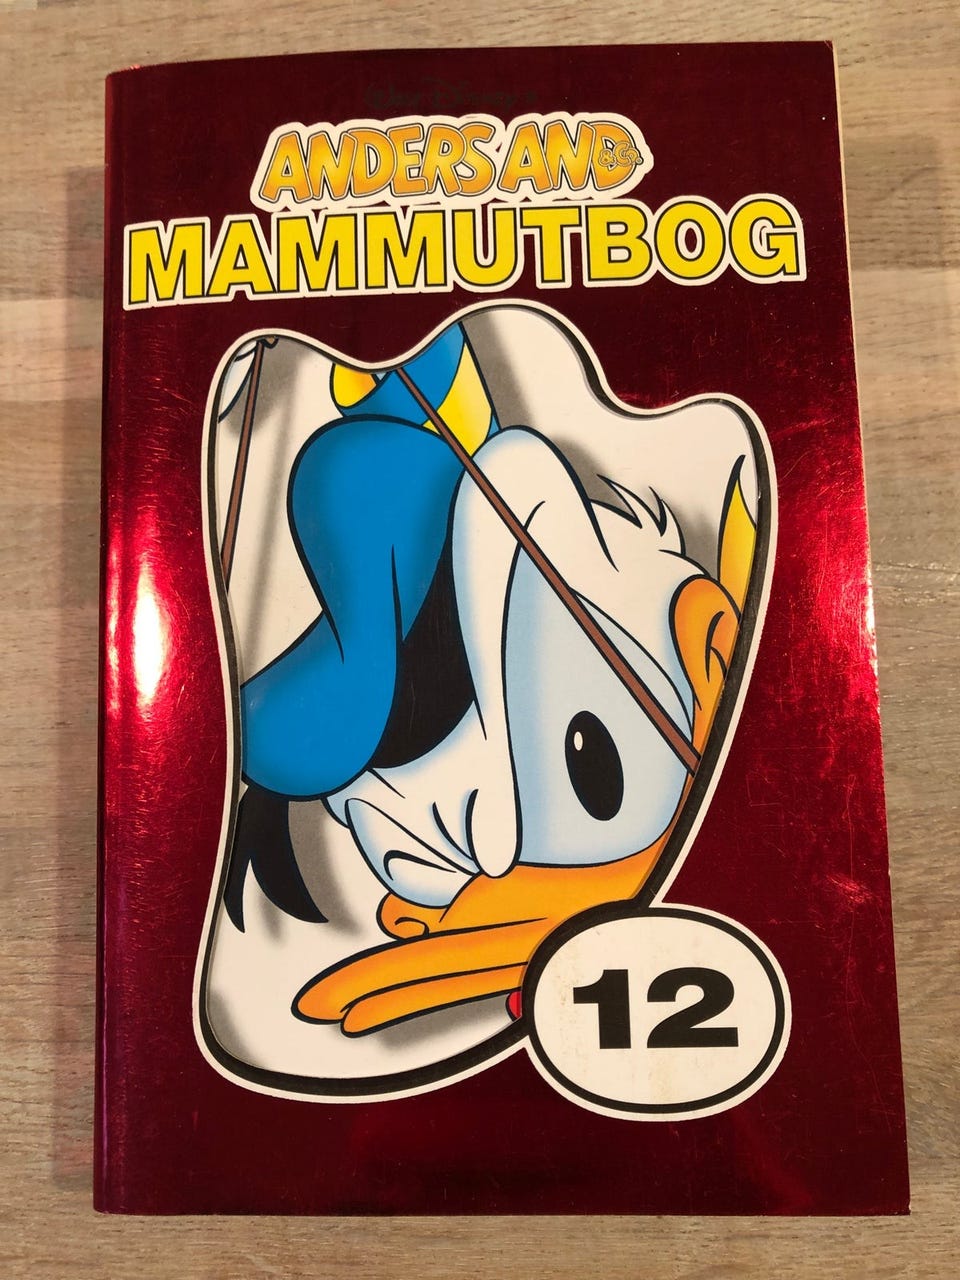 Walt Disney's
ANDERS AND
& Co.
MAMMUTBOG
12